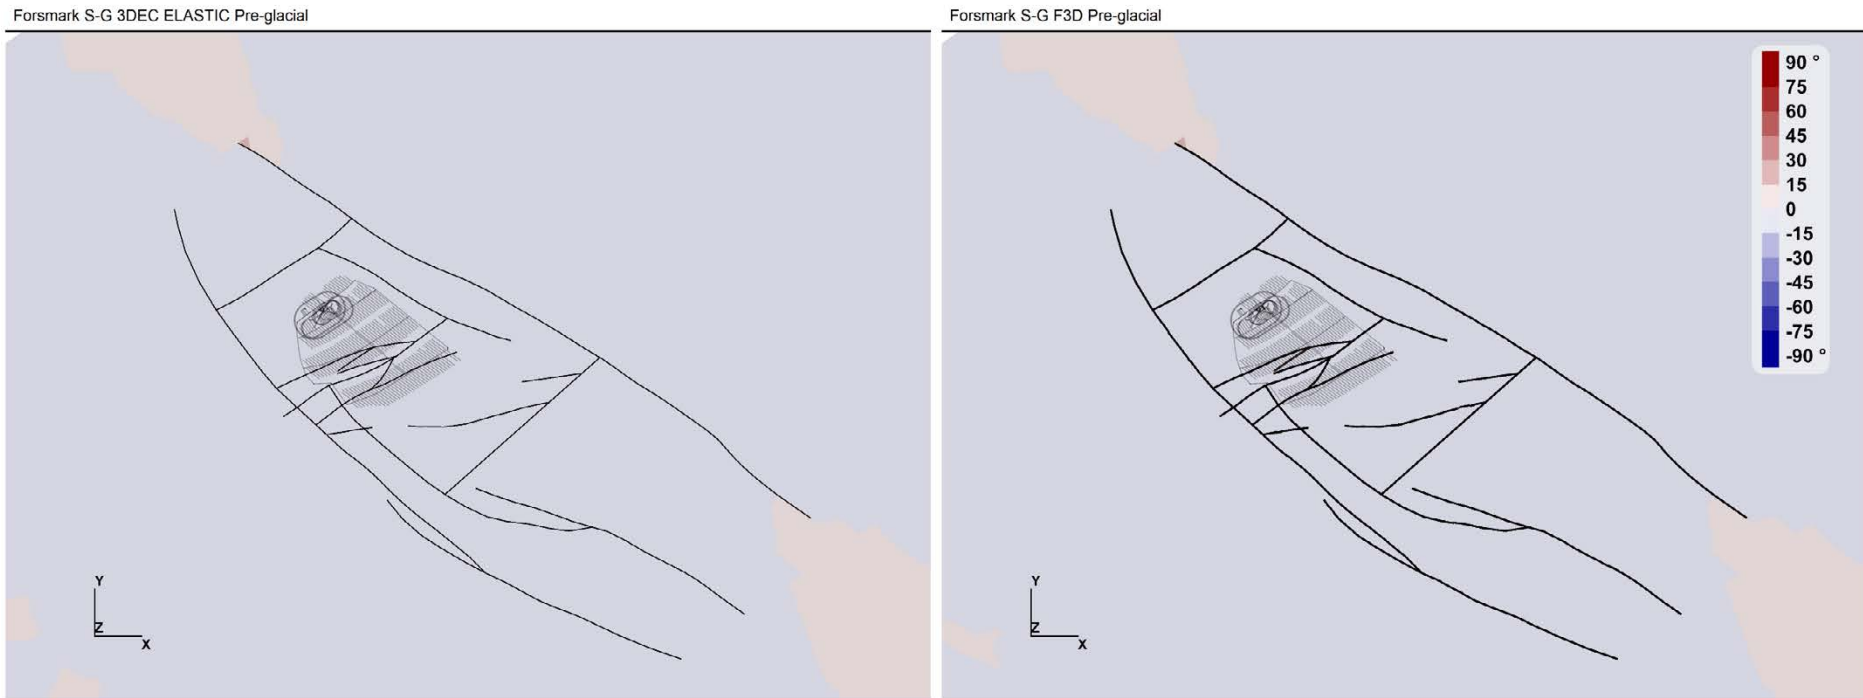 Forsmark S-G 3DEC ELASTIC Pre-glacial
Forsmark S-G F3D Pre-glacial
90 °
75
60
45
30
15
0
-15
-30
-45
-60
-75
-90 °
Y
Z
X
Y
Z
X